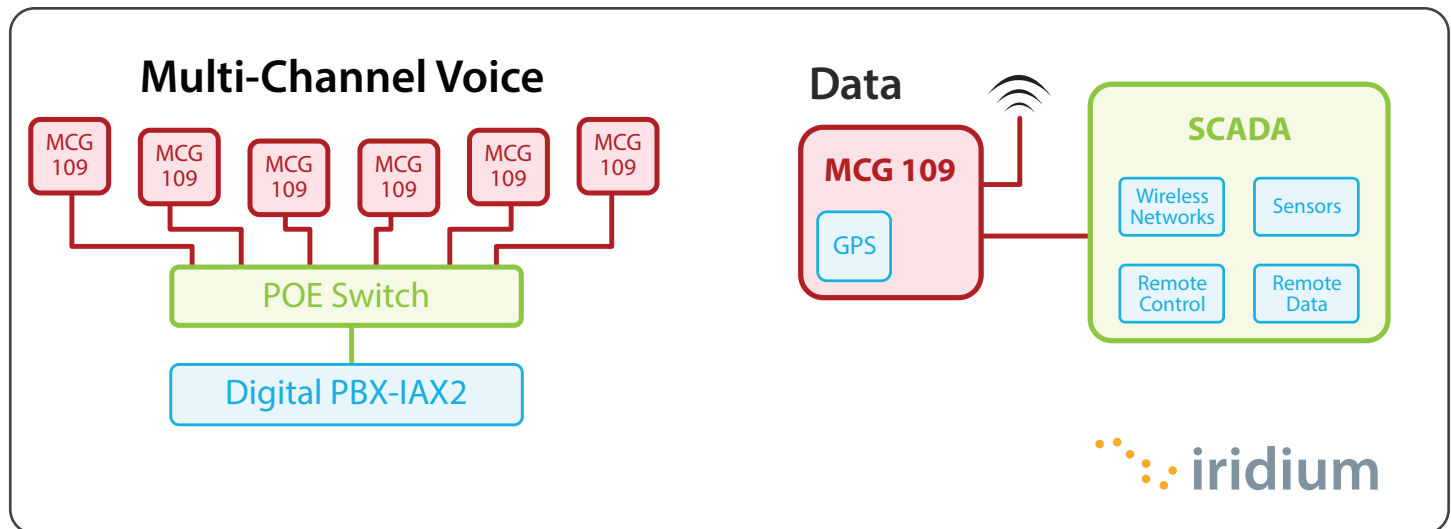 Multi-Channel Voice
MCG
109
MCG
109
MCG
109
MCG
109
MCG
109
MCG
109
POE Switch
Digital PBX-IAX2
Data
MCG 109
GPS
SCADA
Wireless
Networks
Sensors
Remote
Control
Remote
Data
iridium